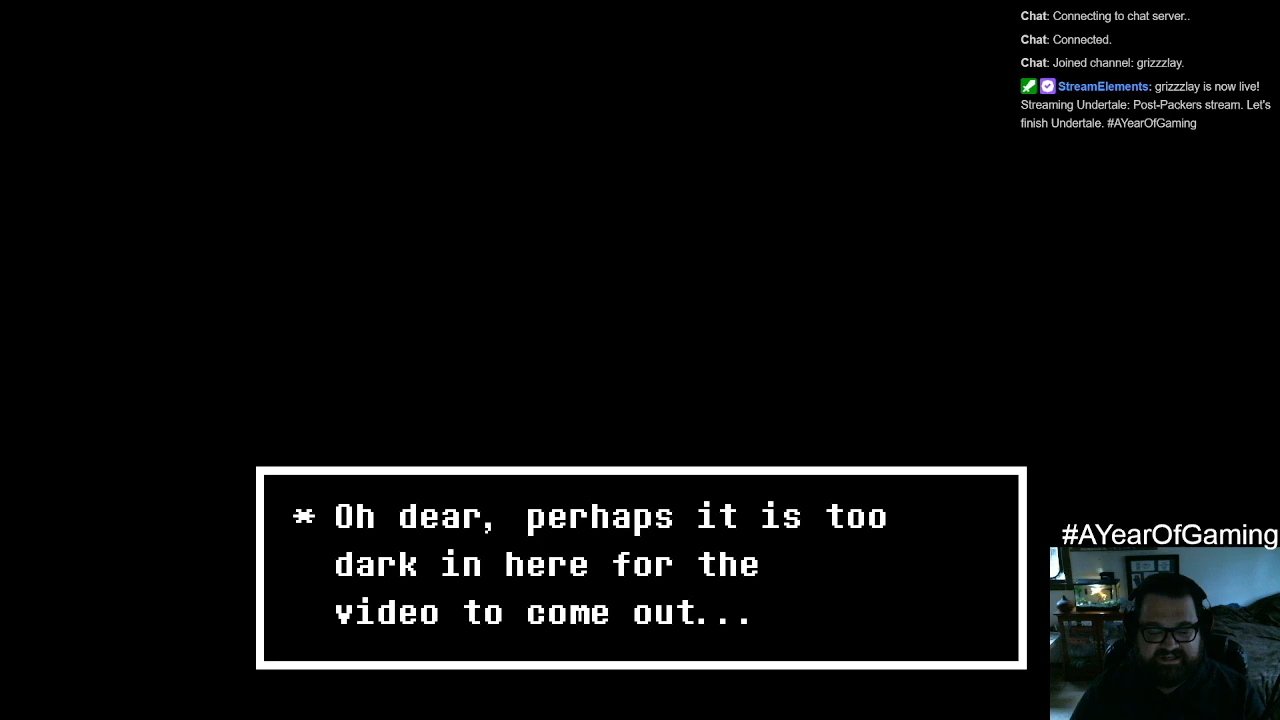 Chat: Connecting to chat server..
Chat: Connected.
Chat: Joined channel: grizzzlay.
StreamElements: grizzzlay is now live!
Streaming Undertale: Post-Packers stream. Let's
finish Undertale. #AYearOfGaming
* Oh dear, perhaps it is too
dark in here for the
video to come out...
#AYearOfGaming